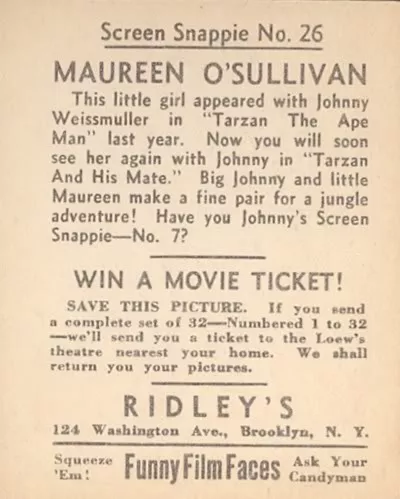 Screen Snappie No. 26
MAUREEN O'SULLIVAN
This little girl appeared with Johnny
Weissmuller in "Tarzan The Ape
Man" last year. Now you will soon
see her again with Johnny in "Tarzan
And His Mate." Big Johnny and little
Maureen make a fine pair for a jungle
adventure! Have you Johnny's Screen
Snappie—No. 7?
WIN A MOVIE TICKET!
SAVE THIS PICTURE. If you send
a complete set of 32—Numbered 1 to 32
—we'll send you a ticket to the Loew's
theatre nearest your home. We shall
return you your pictures.
RIDLEY'S
124 Washington Ave., Brooklyn, N. Y.
Squeeze 'Em!
Funny Film Faces
Ask Your Candyman